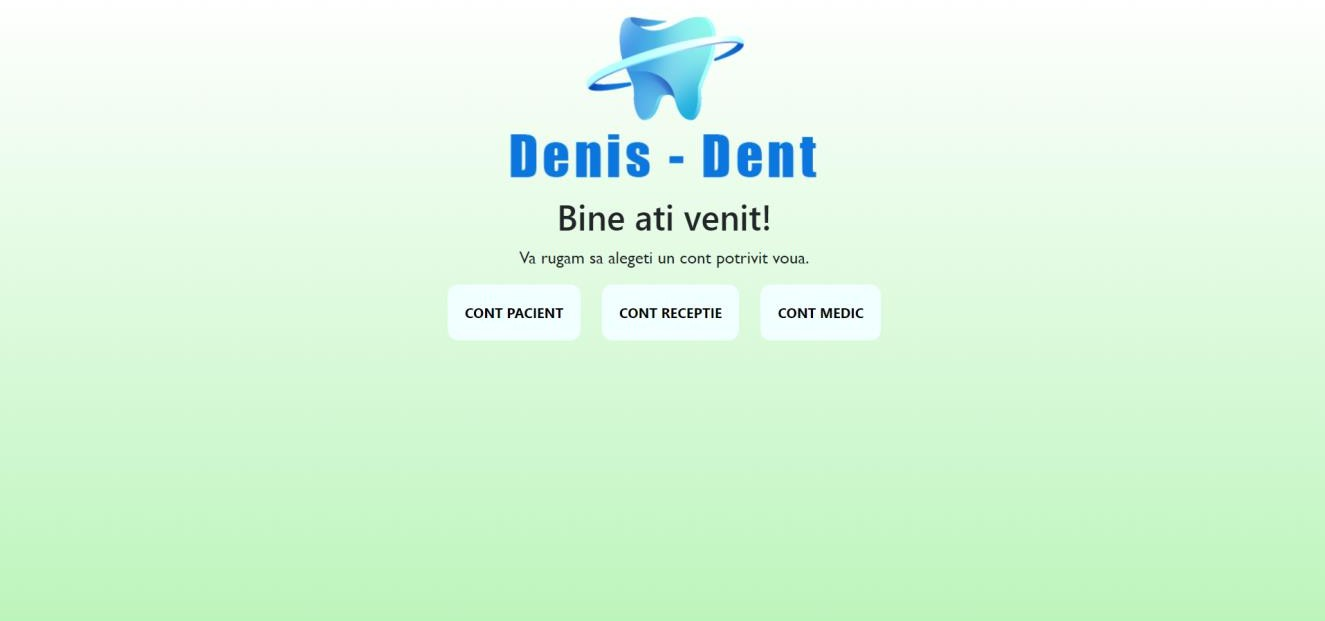 Denis - Dent
Bine ati venit!
Va rugam sa alegeti un cont potrivit voua.
CONT PACIENT CONT RECEPTIE CONT MEDIC